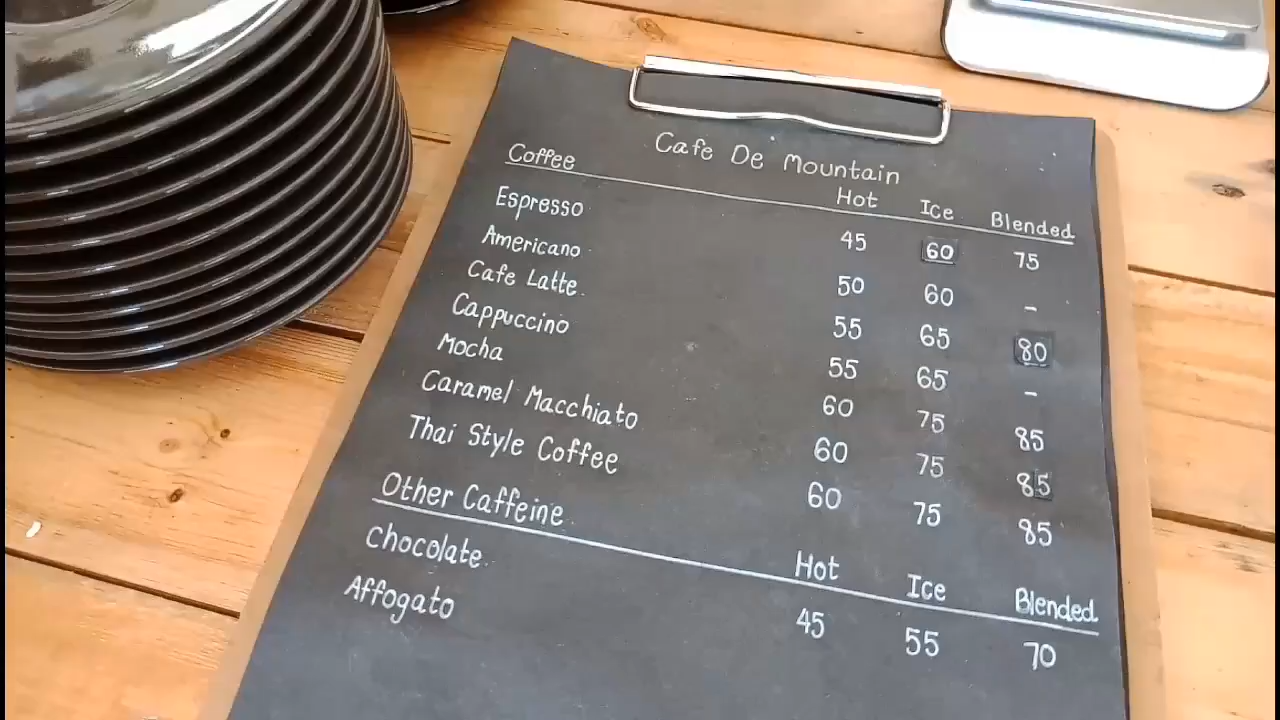 Cafe De Mountain
Coffee Hot Ice Blended
Espresso 45 60 75
Americano 50 60 -
Cafe Latte 55 65 80
Cappuccino 55 65 -
Mocha 60 75 85
Caramel Macchiato 60 75 85
Thai Style Coffee 60 75 85
Other Caffeine Hot Ice Blended
Chocolate 45 55 70
Affogato